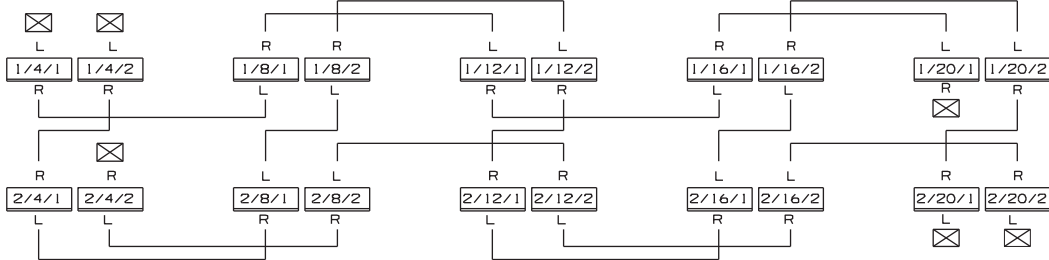 L L R R L L R R L L
1/4/1 1/4/2 1/8/1 1/8/2 1/12/1 1/12/2 1/16/1 1/16/2 1/20/1 1/20/2
R R L L R R L L R R
R R L L R R L L R R
2/4/1 2/4/2 2/8/1 2/8/2 2/12/1 2/12/2 2/16/1 2/16/2 2/20/1 2/20/2
L L R R L L R R L L